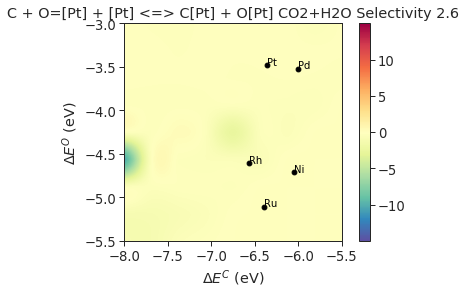 C + O=[Pt] + [Pt] <=> C[Pt] + O[Pt] CO2+H2O Selectivity 2.6
−3.0
−3.5
−4.0
−4.5
−5.0
−5.5
ΔE^O (eV)
Pt
Pd
Rh
Ni
Ru
−8.0 −7.5 −7.0 −6.5 −6.0 −5.5
ΔE^C (eV)
10
5
0
−5
−10